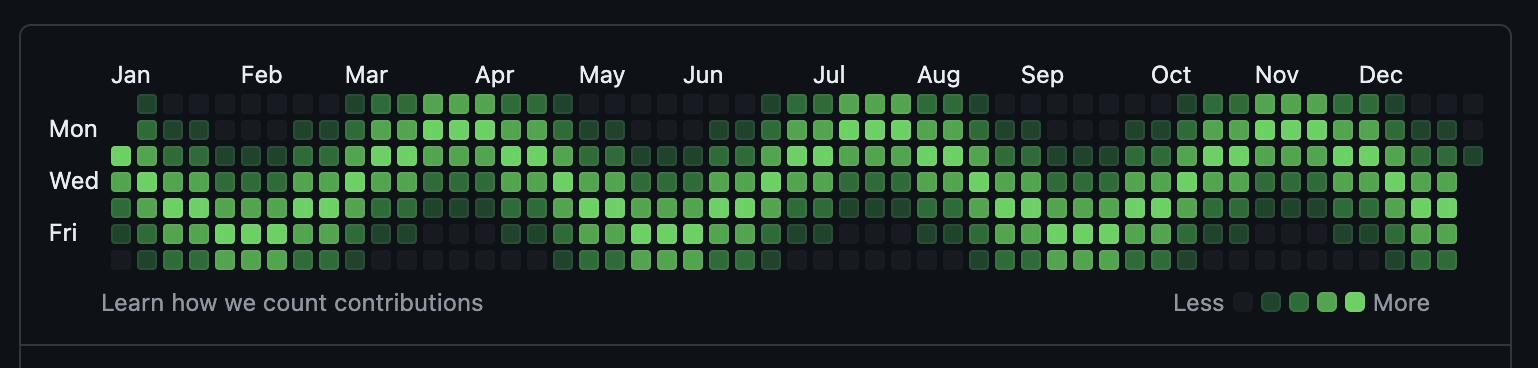 Jan Feb Mar Apr May Jun Jul Aug Sep Oct Nov Dec
Mon
Wed
Fri
Learn how we count contributions
Less More